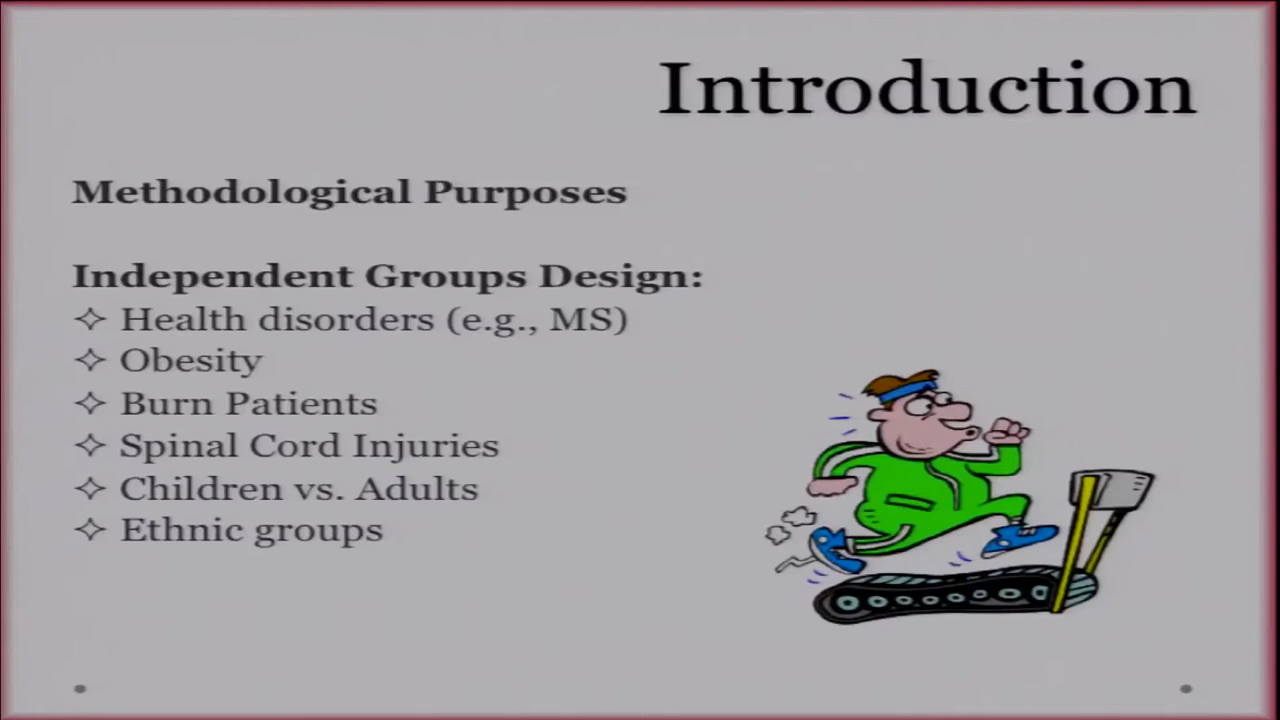 Introduction
Methodological Purposes
Independent Groups Design:
✧ Health disorders (e.g., MS)
✧ Obesity
✧ Burn Patients
✧ Spinal Cord Injuries
✧ Children vs. Adults
✧ Ethnic groups